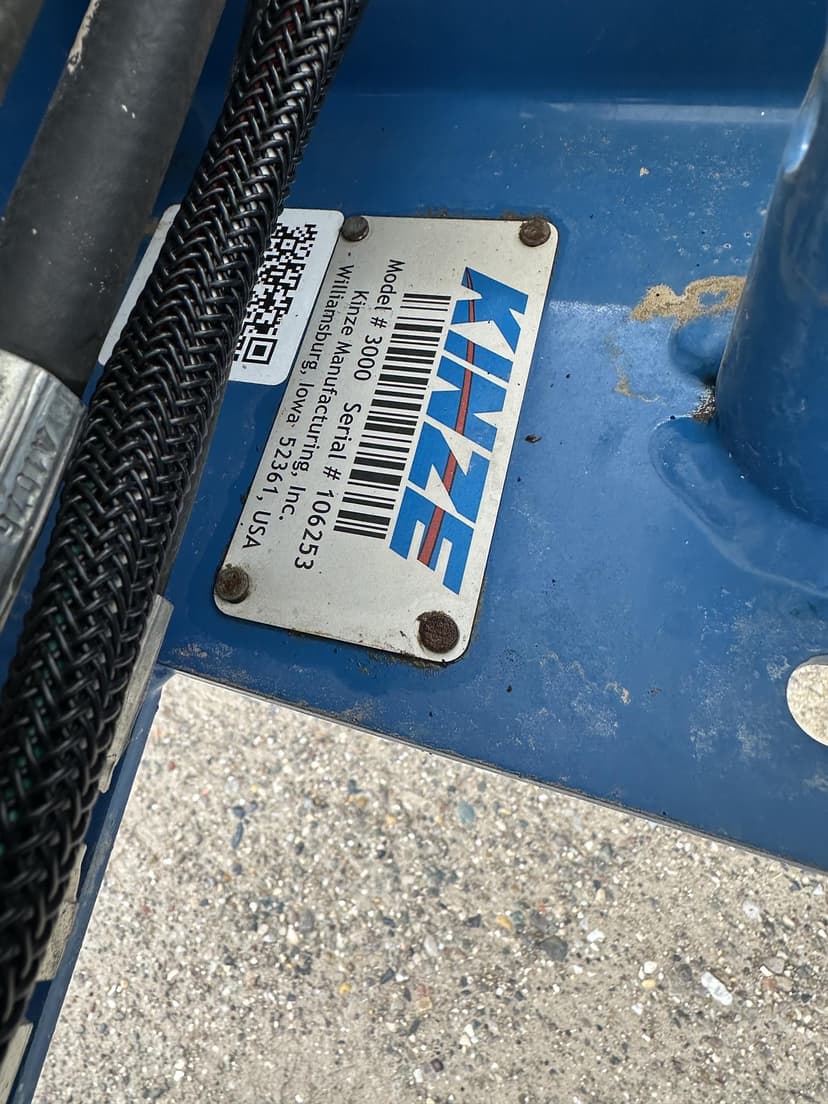 KINZE
Model # 3000 Serial # 106253
Kinze Manufacturing, Inc.
Williamsburg, Iowa 52361, USA